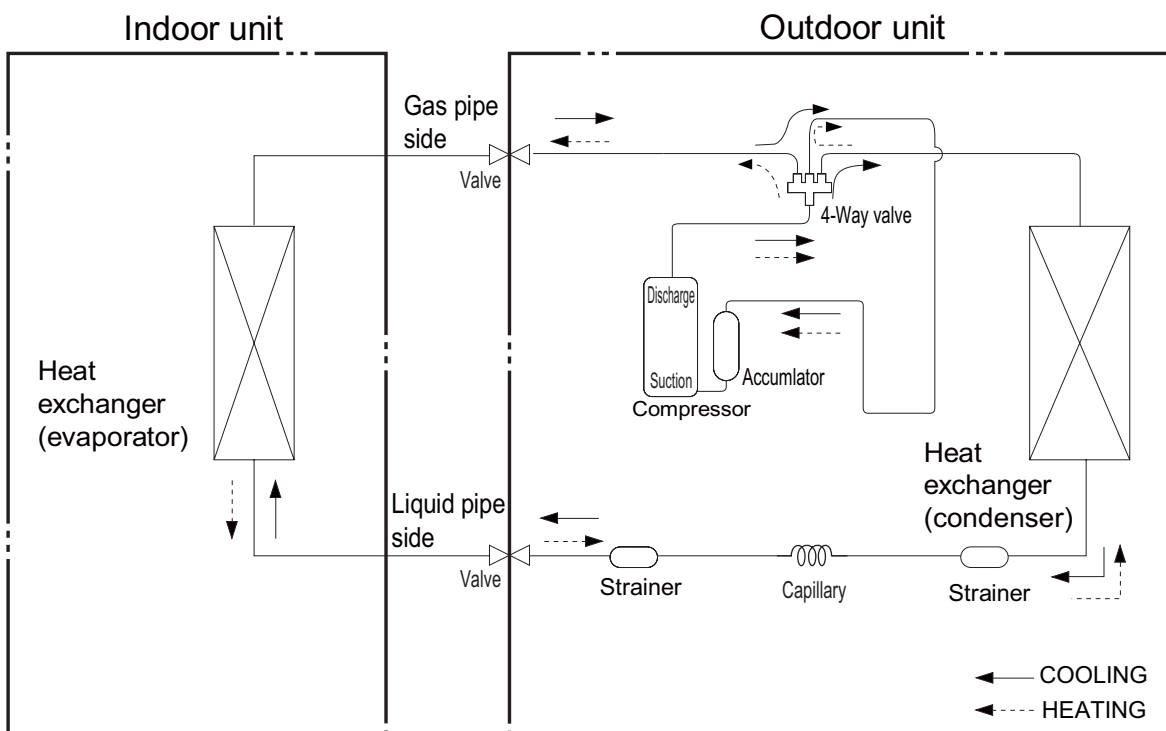 Indoor unit
Outdoor unit
Gas pipe
side
Valve
4-Way valve
Discharge
Suction
Compressor
Accumlator
Heat
exchanger
(evaporator)
Heat
exchanger
(condenser)
Liquid pipe
side
Valve
Strainer
Capillary
Strainer
COOLING
HEATING